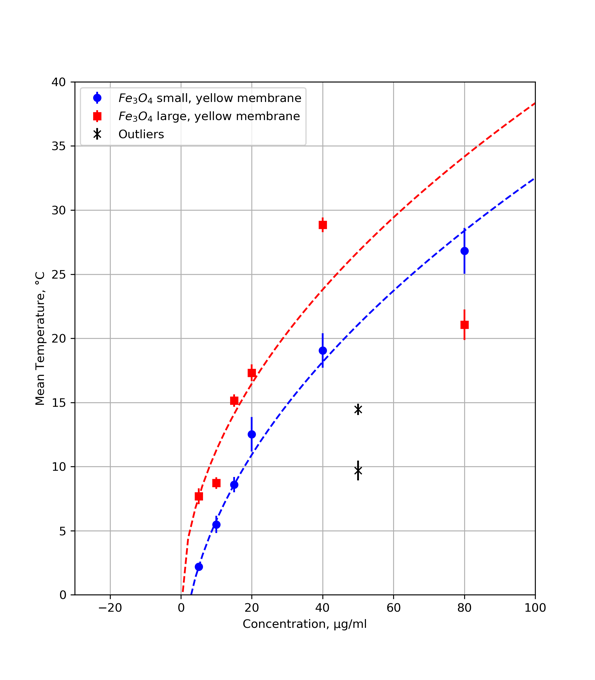 40
35
30
25
20
15
10
5
0
Mean Temperature, °C
Fe₃O₄ small, yellow membrane
Fe₃O₄ large, yellow membrane
Outliers
−20 0 20 40 60 80 100
Concentration, μg/ml